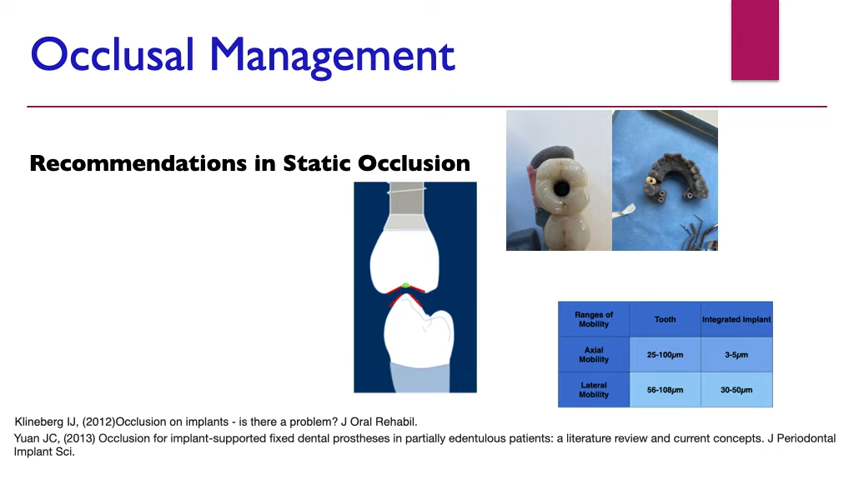 Occlusal Management
Recommendations in Static Occlusion
Ranges of Mobility Tooth Integrated Implant
Axial Mobility 25-100μm 3-5μm
Lateral Mobility 56-108μm 30-50μm
Klineberg IJ, (2012)Occlusion on implants - is there a problem? J Oral Rehabil.
Yuan JC, (2013) Occlusion for implant-supported fixed dental prostheses in partially edentulous patients: a literature review and current concepts. J Periodontal
Implant Sci.